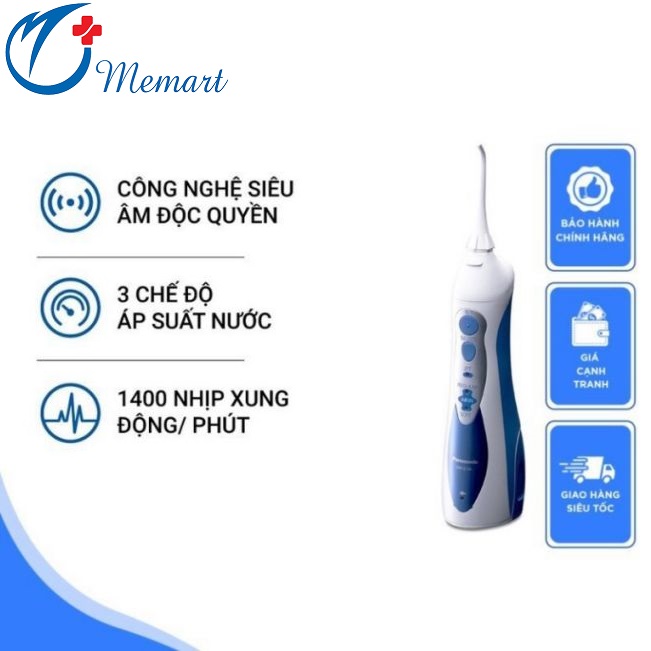 Memart
CÔNG NGHỆ SIÊU
ÂM ĐỘC QUYỀN
3 CHẾ ĐỘ
ÁP SUẤT NƯỚC
1400 NHỊP XUNG
ĐỘNG/ PHÚT
Panasonic
BẢO HÀNH
CHÍNH HÃNG
GIÁ
CẠNH
TRANH
GIAO HÀNG
SIÊU TỐC